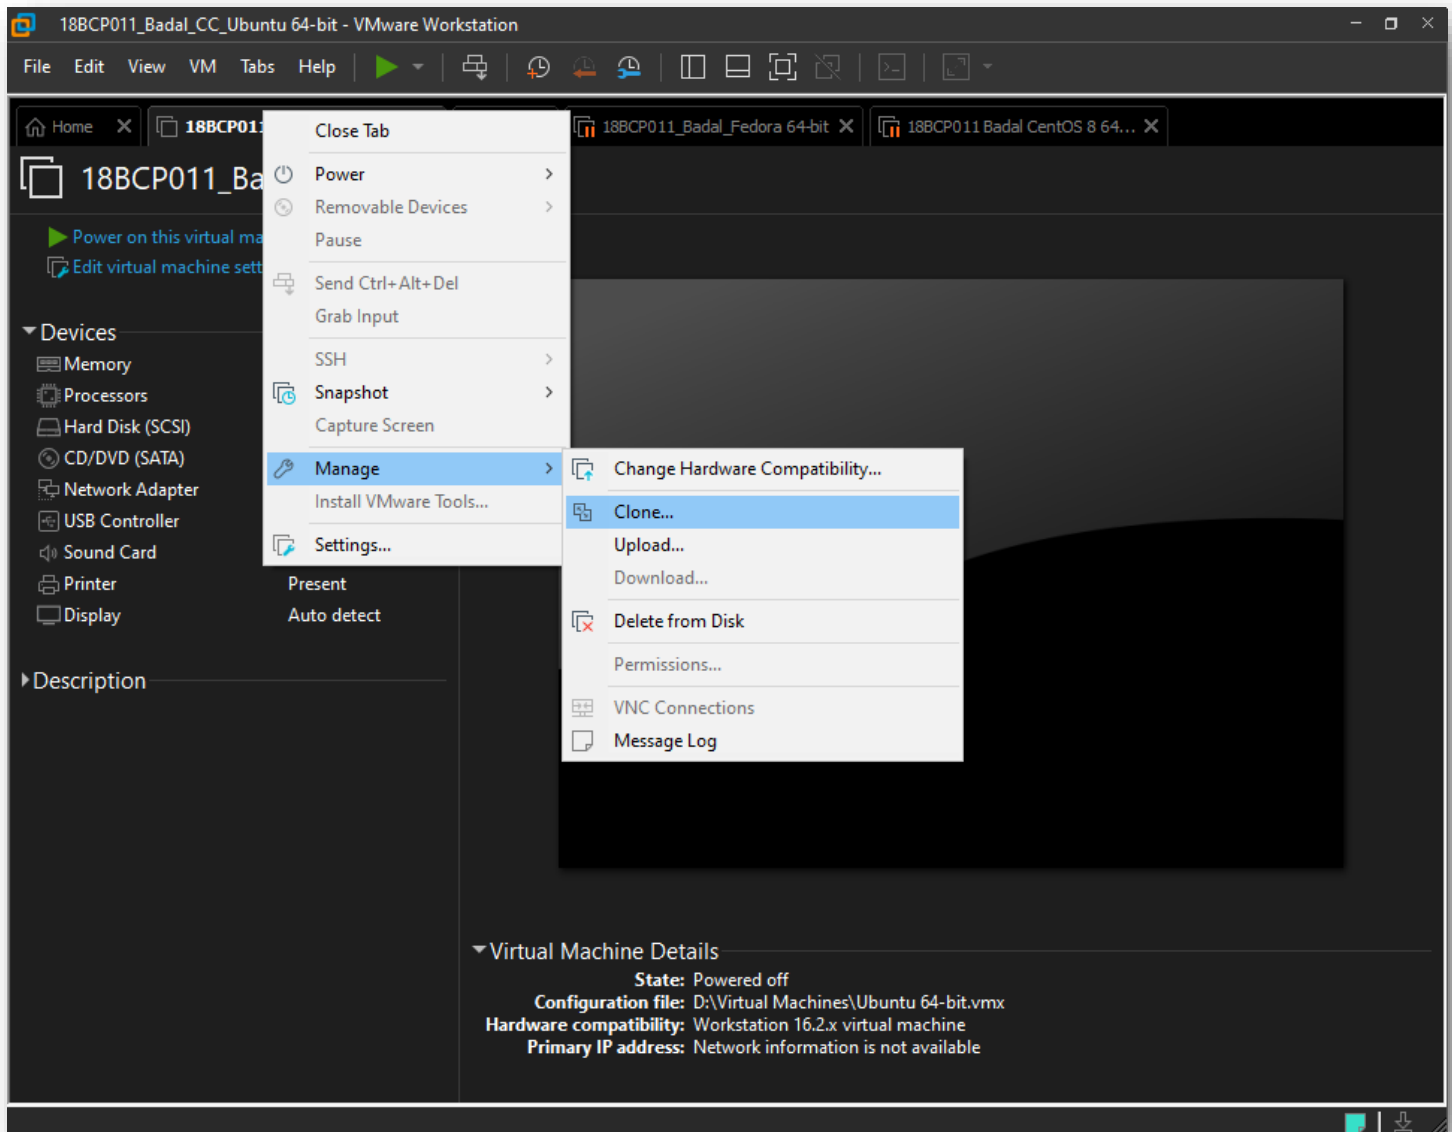 18BCP011_Badal_CC_Ubuntu 64-bit - VMware Workstation
File Edit View VM Tabs Help
Home
18BCP011
18BCP011_Badal_Fedora 64-bit
18BCP011 Badal CentOS 8 64...
18BCP011_Ba
Power on this virtual ma
Edit virtual machine sett
Devices
Memory
Processors
Hard Disk (SCSI)
CD/DVD (SATA)
Network Adapter
USB Controller
Sound Card
Printer Present
Display Auto detect
Description
Close Tab
Power
Removable Devices
Pause
Send Ctrl+Alt+Del
Grab Input
SSH
Snapshot
Capture Screen
Manage
Install VMware Tools...
Settings...
Change Hardware Compatibility...
Clone...
Upload...
Download...
Delete from Disk
Permissions...
VNC Connections
Message Log
Virtual Machine Details
State: Powered off
Configuration file: D:\Virtual Machines\Ubuntu 64-bit.vmx
Hardware compatibility: Workstation 16.2.x virtual machine
Primary IP address: Network information is not available